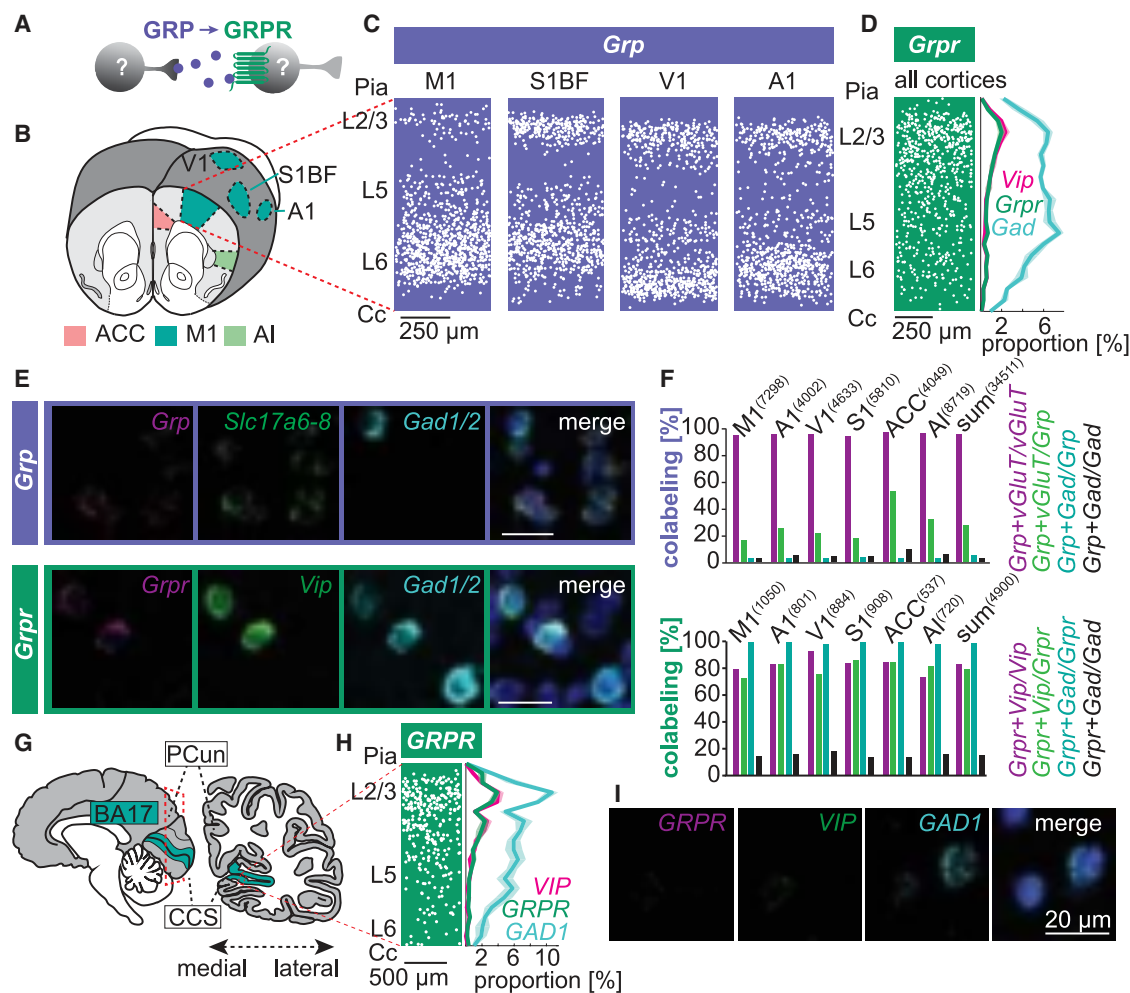 A
GRP → GRPR
?
?
B
V1
S1BF
A1
ACC
M1
AI
C
Grp
M1
S1BF
V1
A1
Pia
L2/3
L5
L6
Cc
250 µm
D
Grpr
all cortices
Pia
L2/3
L5
L6
Cc
Vip
Grpr
Gad
250 µm
2
6
proportion [%]
E
Grp
Grp
Slc17a6-8
Gad1/2
merge
Grpr
Grpr
Vip
Gad1/2
merge
F
colabeling [%]
100
80
60
40
20
0
M1(7298)
A1(4002)
V1(4633)
S1(5810)
ACC(4049)
AI(8719)
sum(34511)
Grp+vGluT/vGluT
Grp+vGluT/Grp
Grp+Gad/Grp
Grp+Gad/Gad
colabeling [%]
100
80
60
40
20
0
M1(1050)
A1(801)
V1(884)
S1(908)
ACC(537)
AI(720)
sum(4900)
Grpr+Vip/Vip
Grpr+Vip/Grpr
Grpr+Gad/Grpr
Grpr+Gad/Gad
G
PCun
BA17
CCS
medial
lateral
H
GRPR
Pia
L2/3
L5
L6
Cc
VIP
GRPR
GAD1
500 µm
2
6
10
proportion [%]
I
GRPR
VIP
GAD1
merge
20 µm